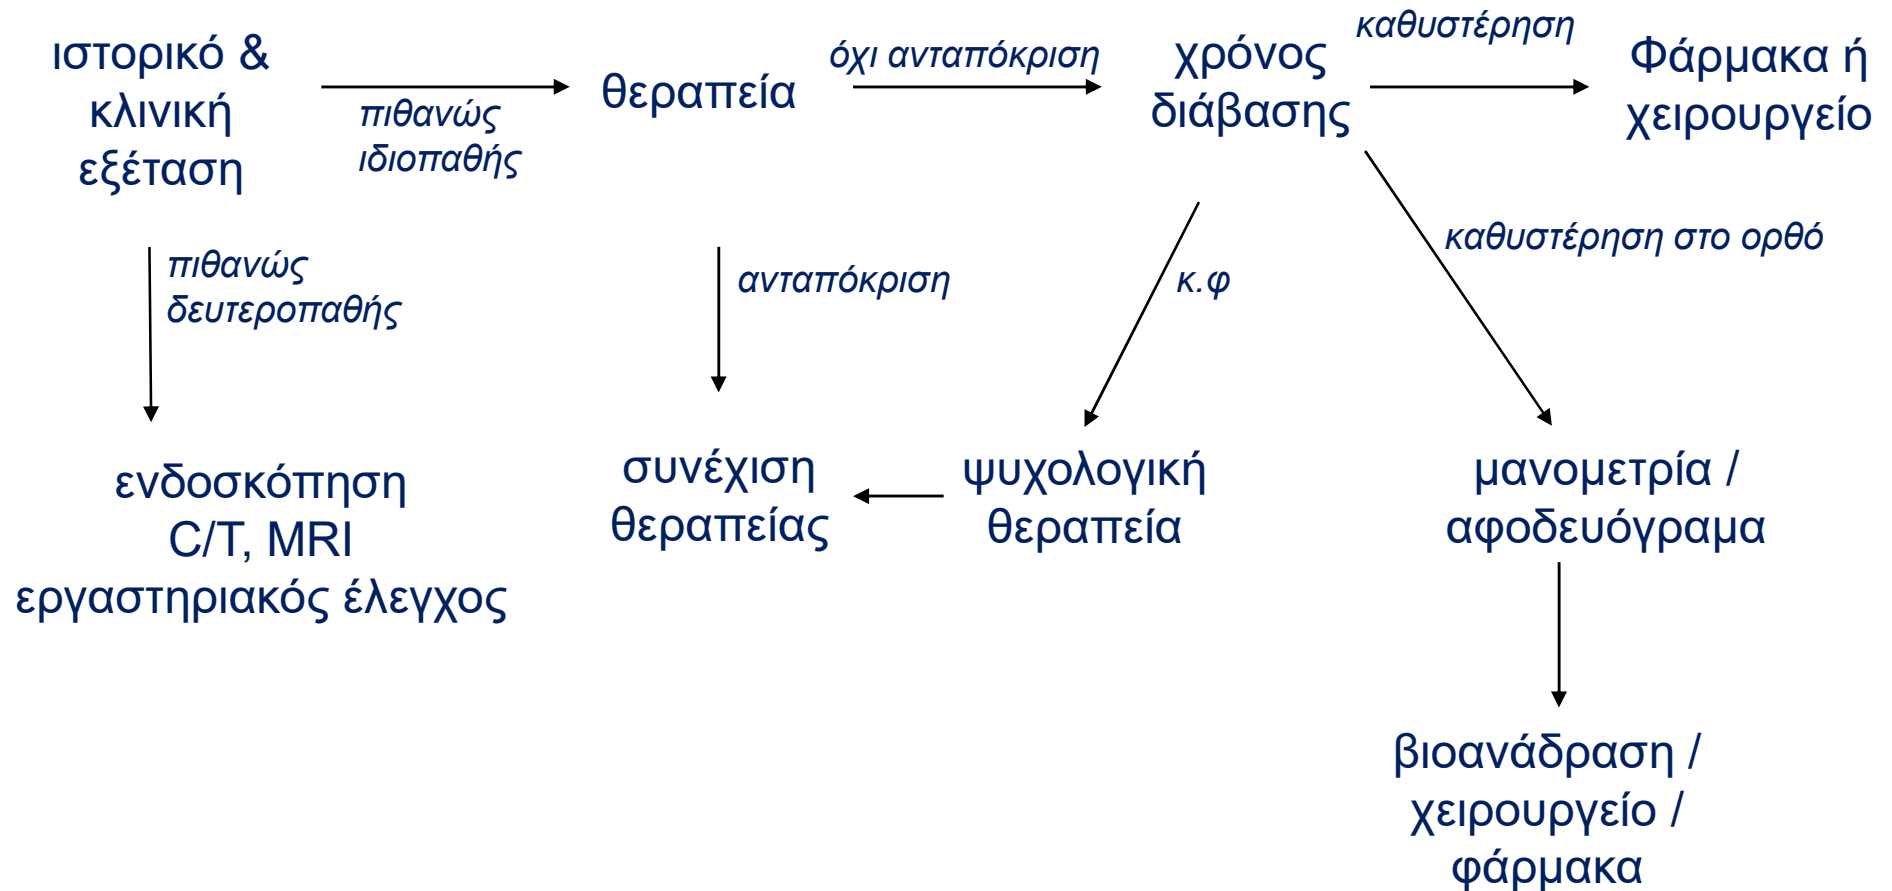 ιστορικό &
κλινική
εξέταση
πιθανώς
ιδιοπαθής
θεραπεία
όχι ανταπόκριση
χρόνος
διάβασης
καθυστέρηση
Φάρμακα ή
χειρουργείο
πιθανώς
δευτεροπαθής
ανταπόκριση
κ.φ
καθυστέρηση στο ορθό
ενδοσκόπηση
C/T, MRI
εργαστηριακός έλεγχος
συνέχιση
θεραπείας
ψυχολογική
θεραπεία
μανομετρία /
αφοδευόγραμα
βιοανάδραση /
χειρουργείο /
φάρμακα